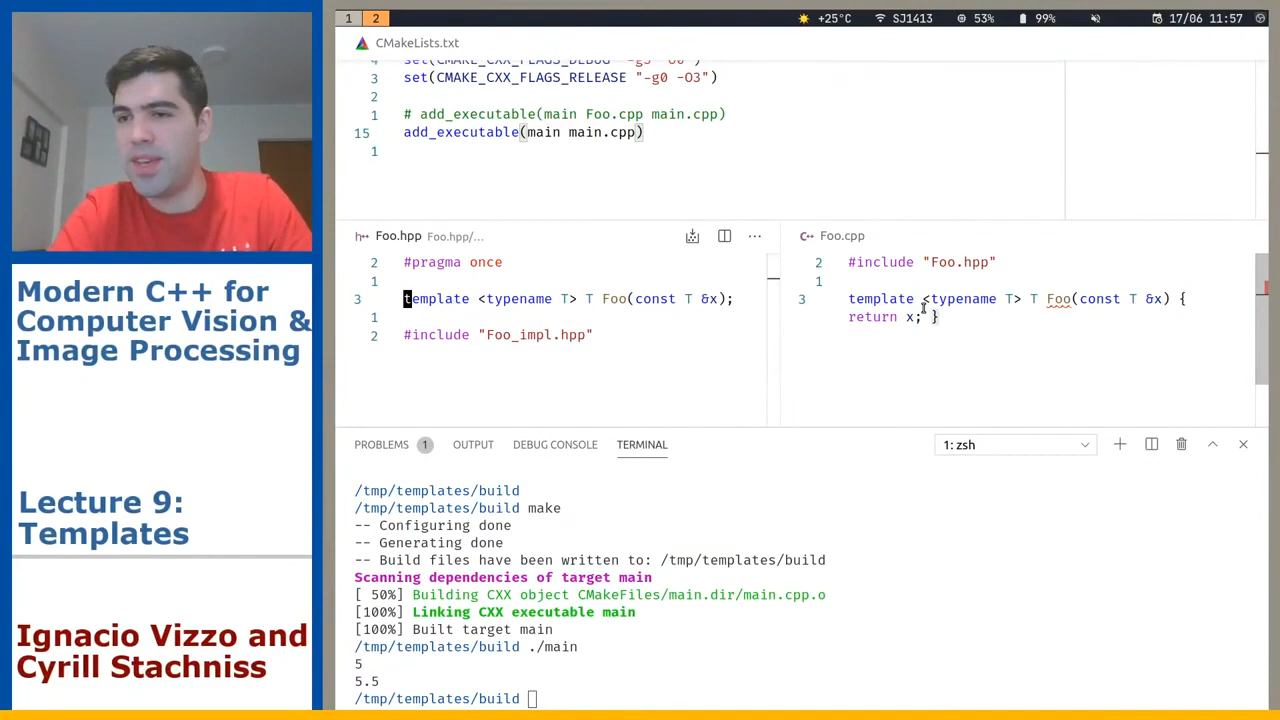 1 2
+25°C SJ1413 53% 99% 17/06 11:57
CMakeLists.txt
4 set(CMAKE_CXX_FLAGS_DEBUG "-g3 -O0")
3 set(CMAKE_CXX_FLAGS_RELEASE "-g0 -O3")
2
1 # add_executable(main Foo.cpp main.cpp)
15 add_executable(main main.cpp)
1
Foo.hpp Foo.hpp/...
2 #pragma once
1
3 template <typename T> T Foo(const T &x);
1
2 #include "Foo_impl.hpp"
Foo.cpp
2 #include "Foo.hpp"
1
3 template <typename T> T Foo(const T &x) {
return x; }
PROBLEMS 1 OUTPUT DEBUG CONSOLE TERMINAL 1: zsh
/tmp/templates/build
/tmp/templates/build make
-- Configuring done
-- Generating done
-- Build files have been written to: /tmp/templates/build
Scanning dependencies of target main
[ 50%] Building CXX object CMakeFiles/main.dir/main.cpp.o
[100%] Linking CXX executable main
[100%] Built target main
/tmp/templates/build ./main
5
5.5
/tmp/templates/build
Modern C++ for
Computer Vision &
Image Processing
Lecture 9:
Templates
Ignacio Vizzo and
Cyrill Stachniss